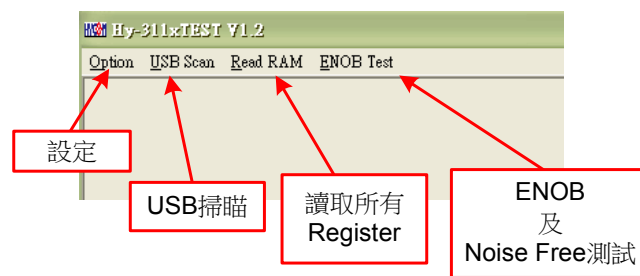 Hy-311xTEST V1.2
Option USB Scan Read RAM ENOB Test
設定
USB掃瞄
讀取所有
Register
ENOB
及
Noise Free測試